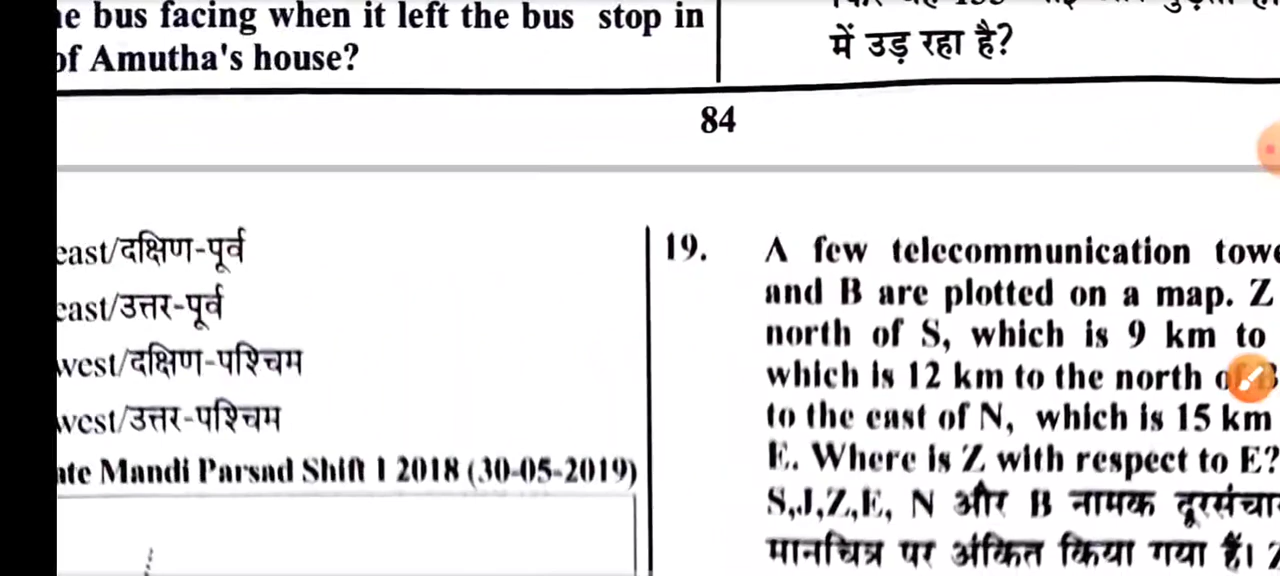 e bus facing when it left the bus stop in
of Amutha's house?
में उड़ रहा है?
84
east/दक्षिण-पूर्व
east/उत्तर-पूर्व
west/दक्षिण-पश्चिम
west/उत्तर-पश्चिम
ate Mandi Parsad Shift I 2018 (30-05-2019)
19. A few telecommunication towe
and B are plotted on a map. Z
north of S, which is 9 km to
which is 12 km to the north
to the east of N, which is 15 km
E. Where is Z with respect to E?
S,J,Z,E, N और B नामक दूरसंचार
मानचित्र पर अंकित किया गया हैं।